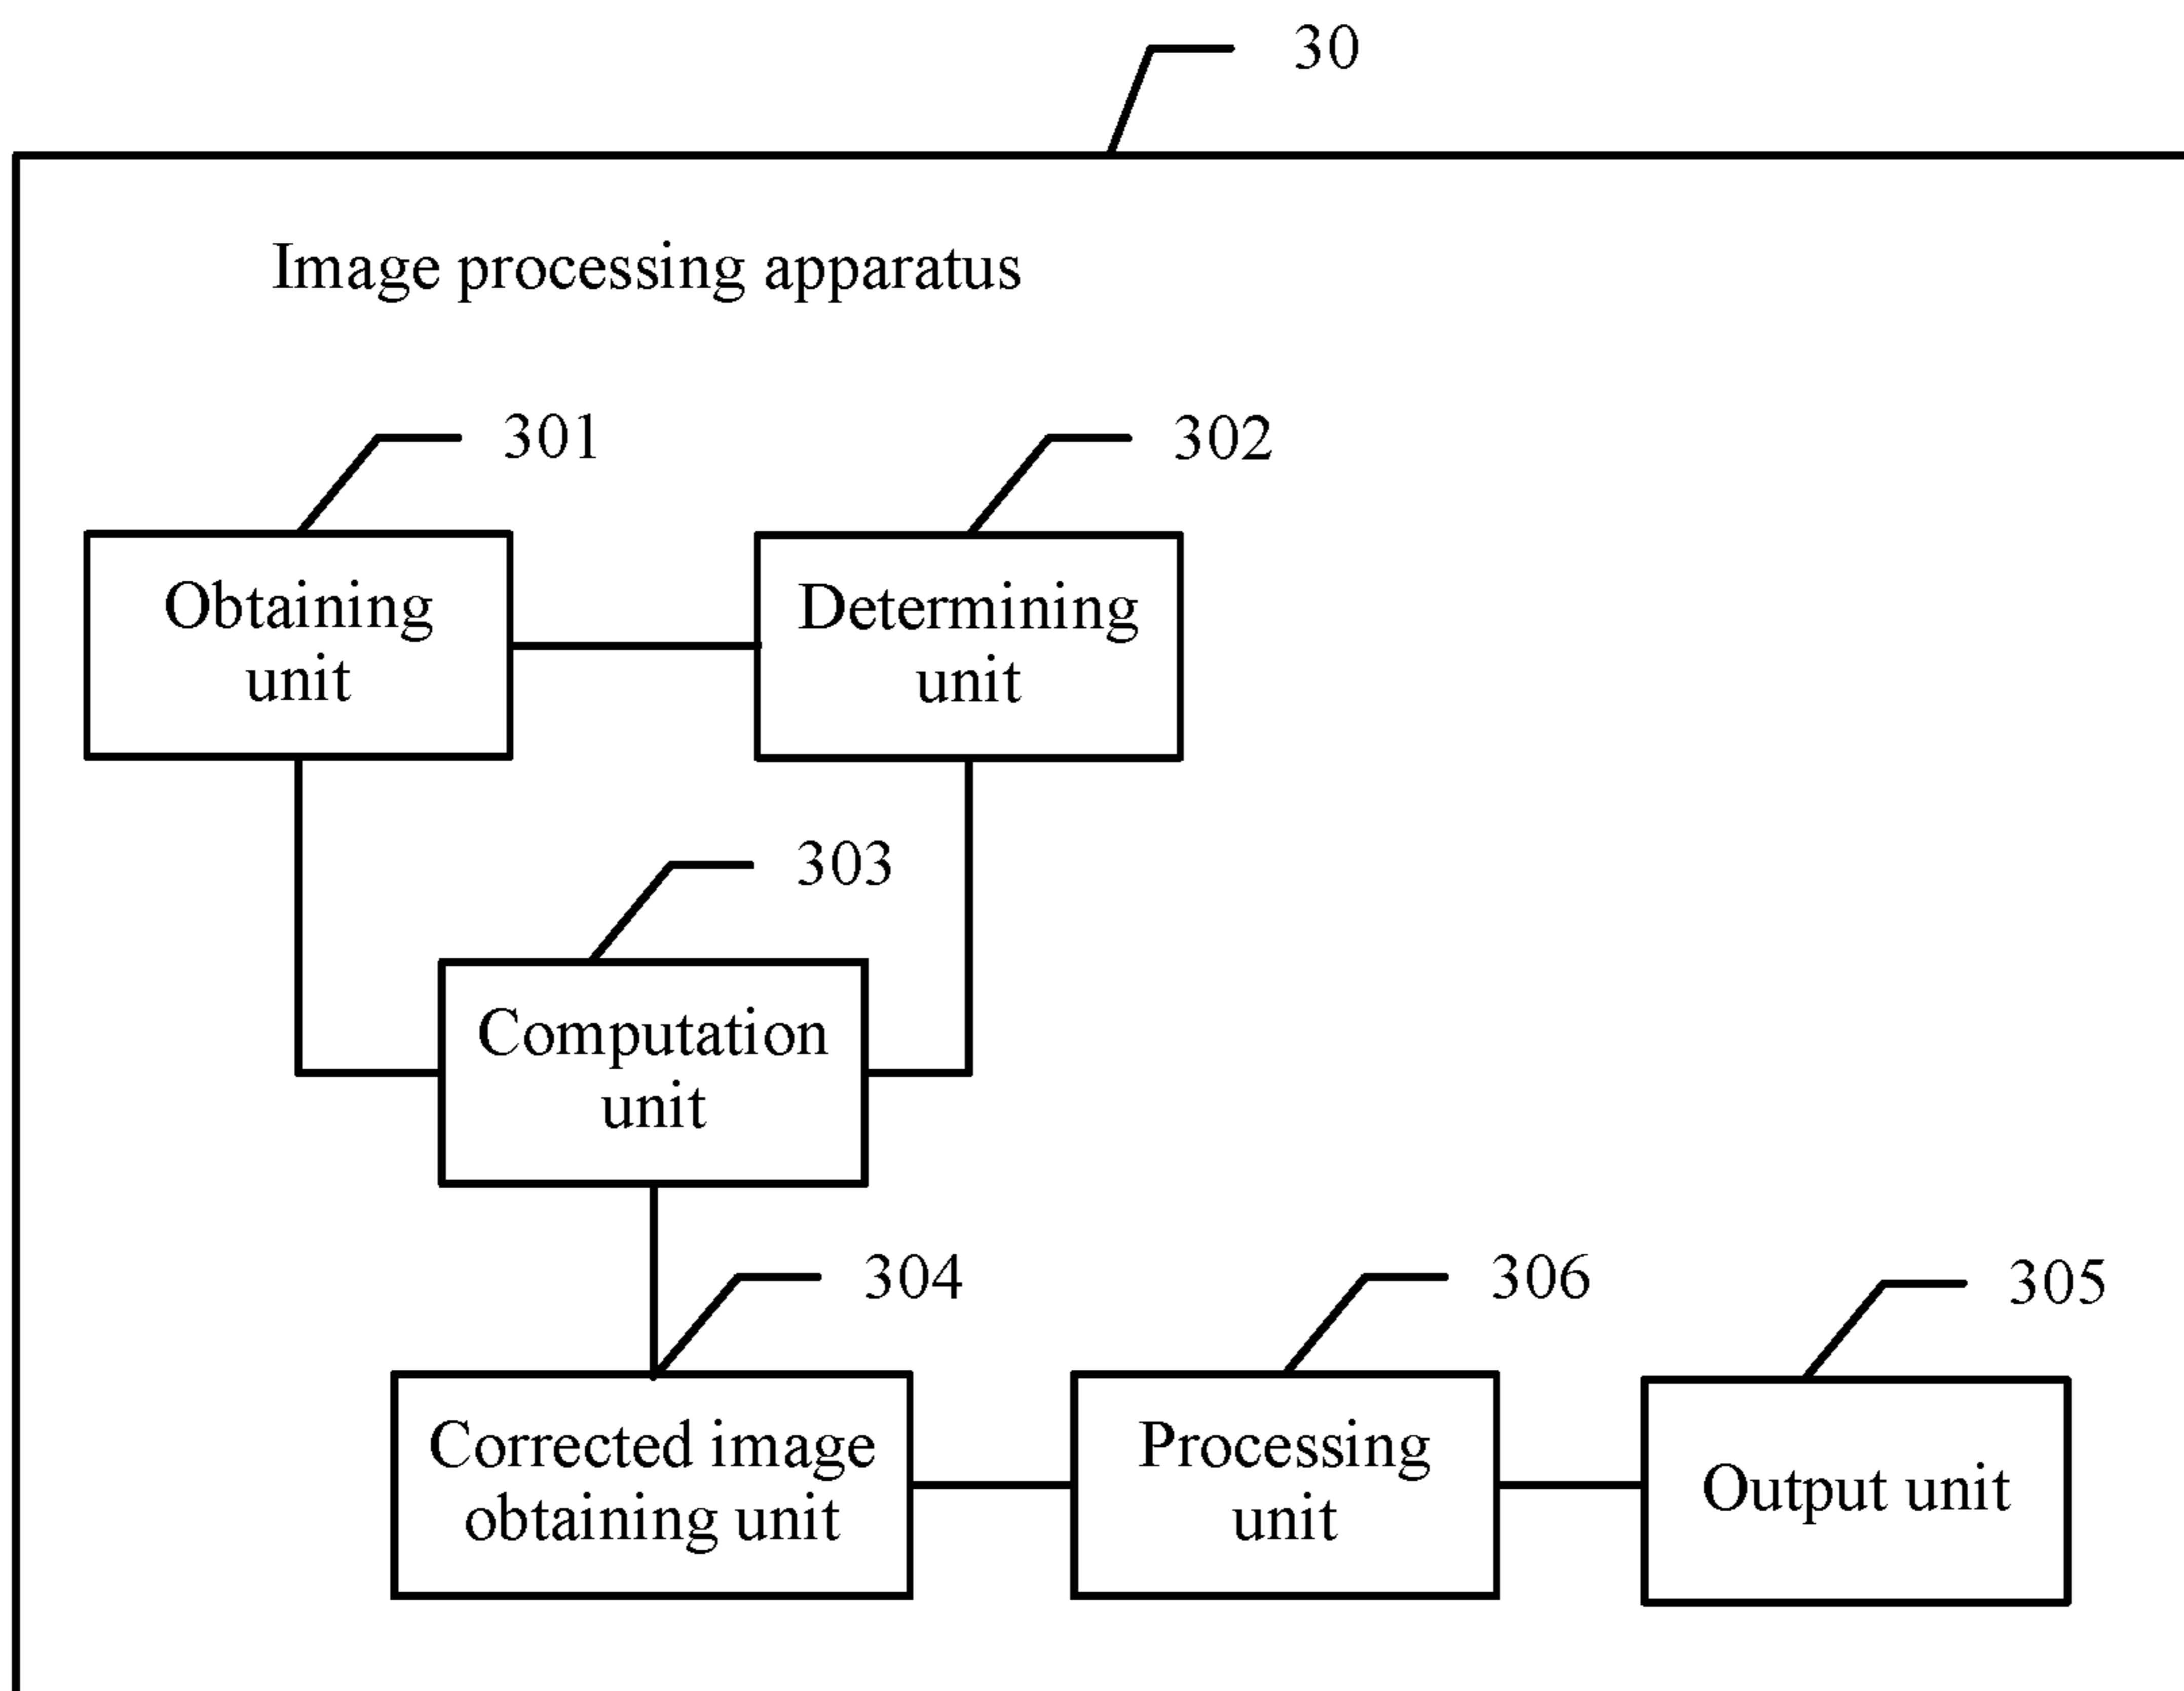 30
Image processing apparatus
301
302
Obtaining
unit
Determining
unit
303
Computation
unit
304
306
305
Corrected image
obtaining unit
Processing
unit
Output unit